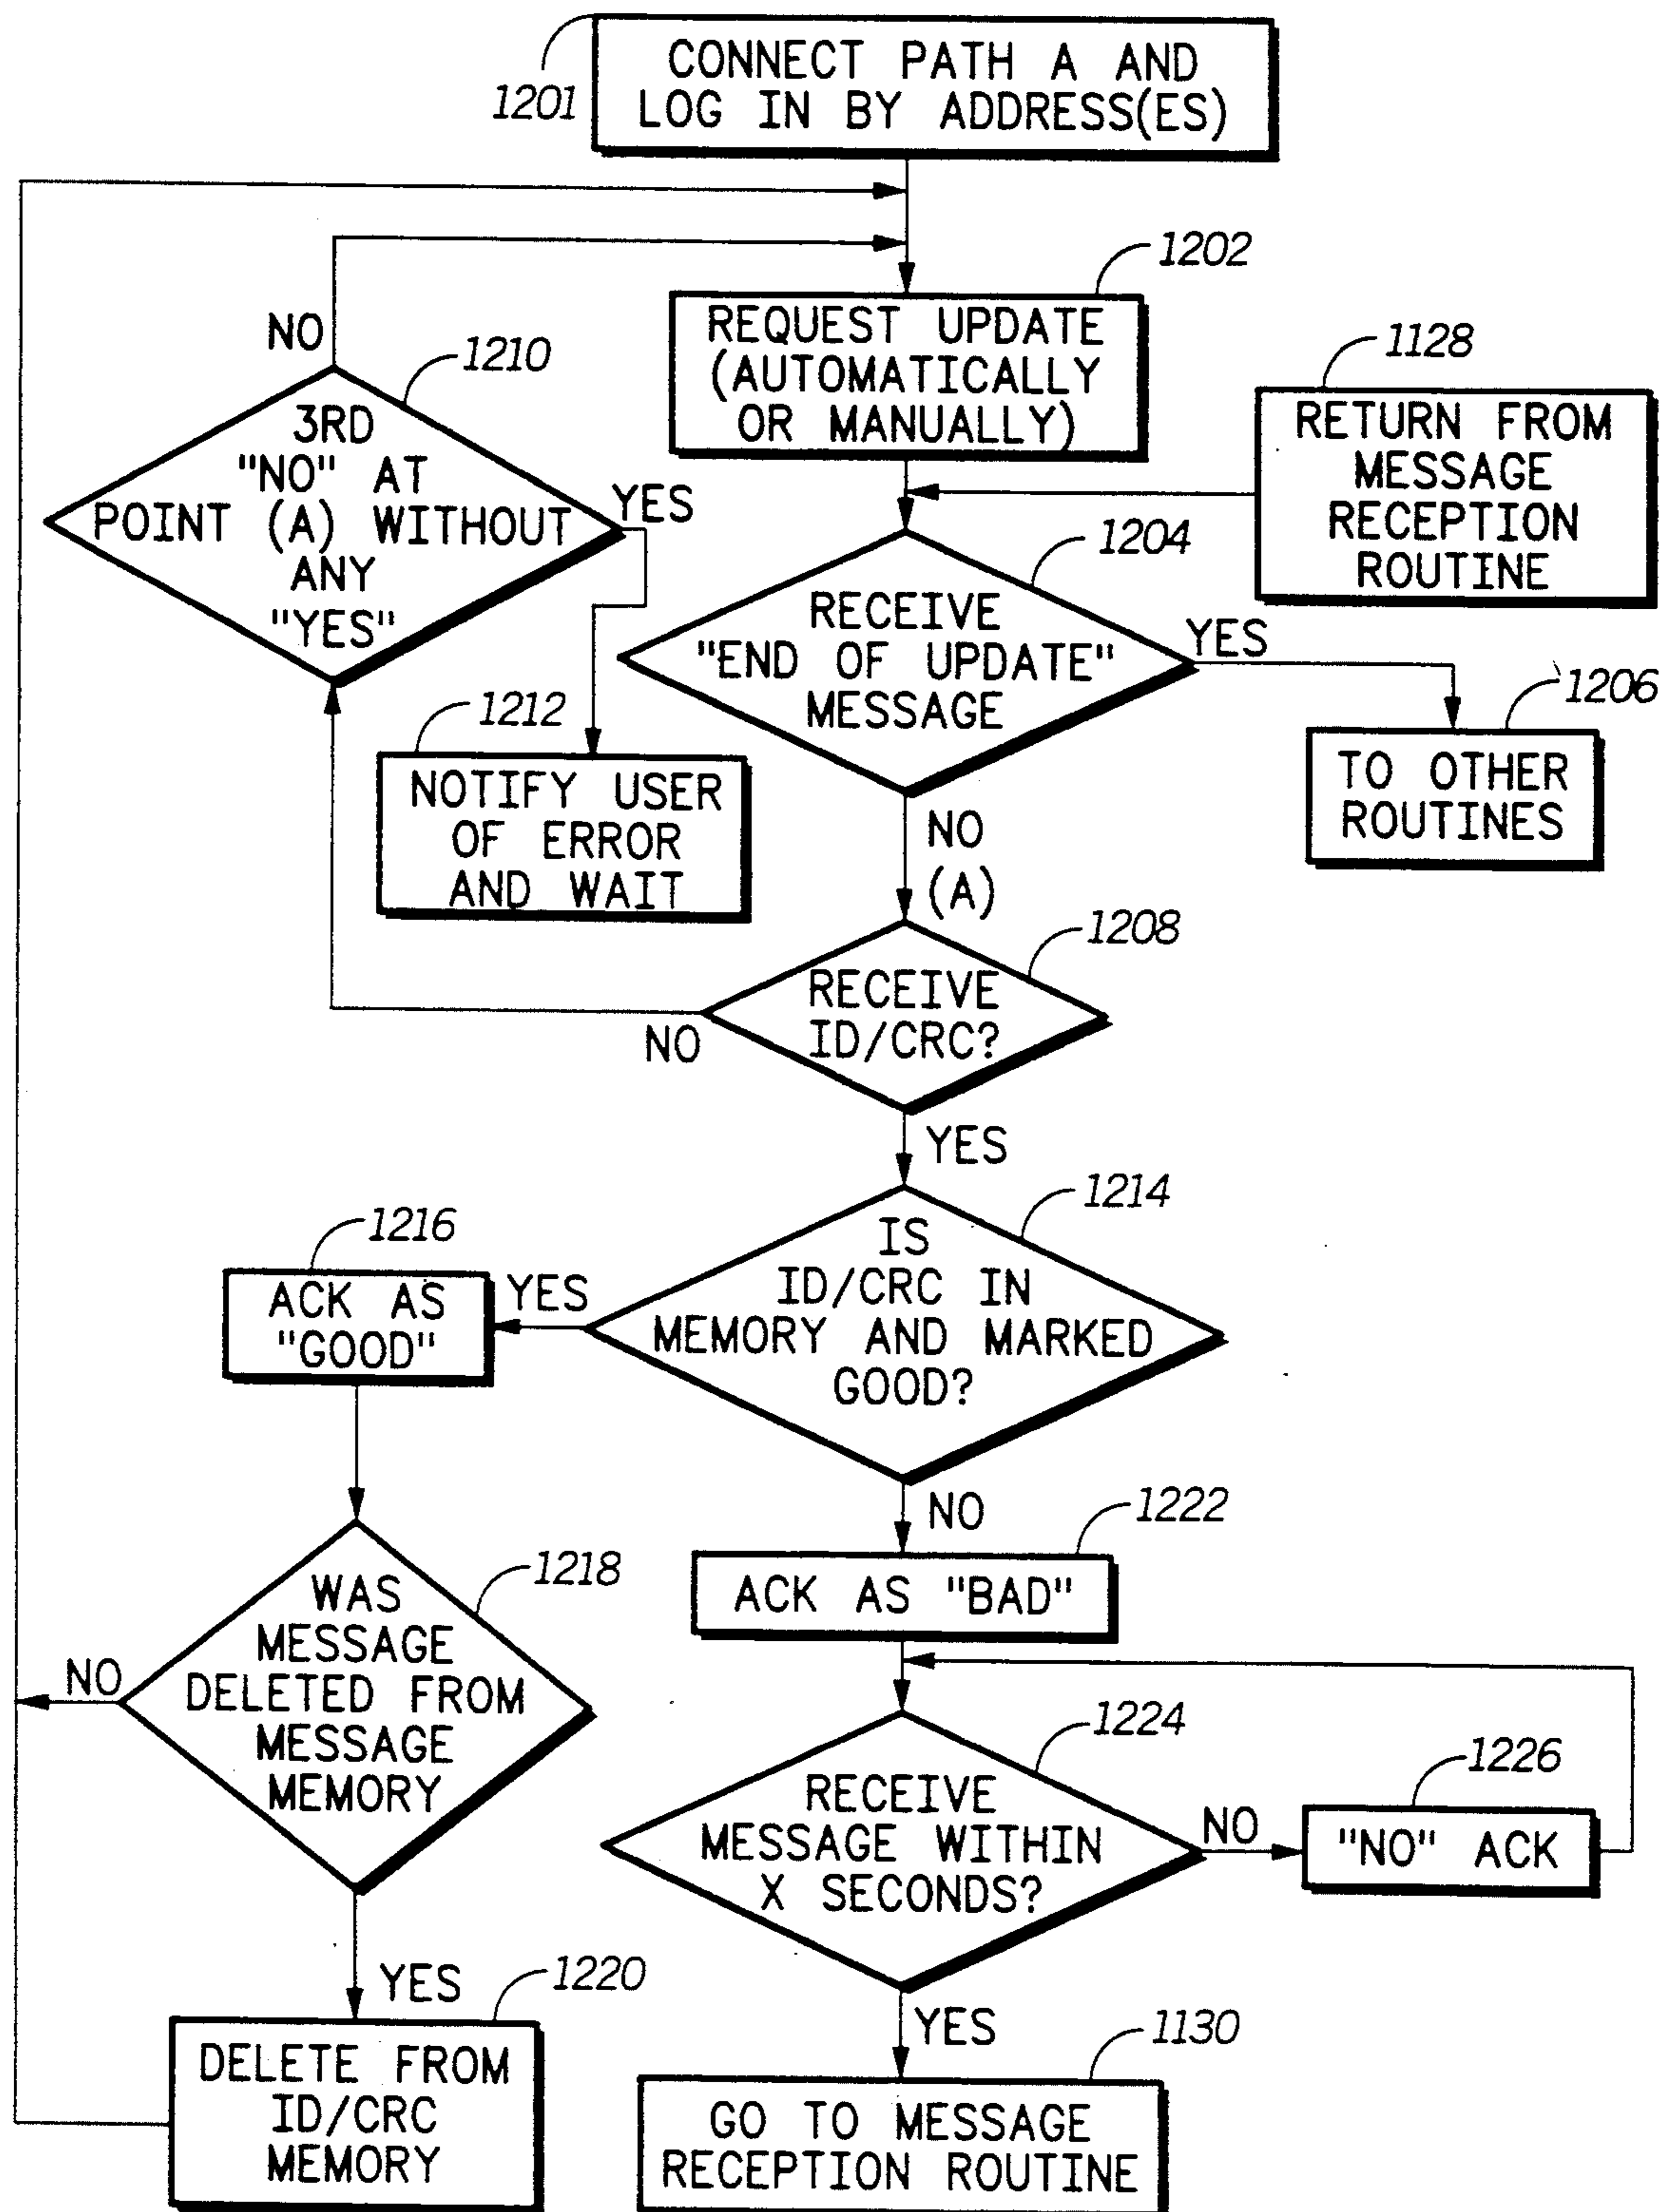 1201
CONNECT PATH A AND
LOG IN BY ADDRESS(ES)
1202
REQUEST UPDATE
(AUTOMATICALLY
OR MANUALLY)
1128
RETURN FROM
MESSAGE
RECEPTION
ROUTINE
NO
1210
3RD
"NO" AT
POINT (A) WITHOUT
ANY
"YES"
YES
1204
RECEIVE
"END OF UPDATE"
MESSAGE
YES
1206
TO OTHER
ROUTINES
1212
NOTIFY USER
OF ERROR
AND WAIT
NO
(A)
1208
RECEIVE
ID/CRC?
NO
YES
1214
IS
ID/CRC IN
MEMORY AND MARKED
GOOD?
YES
1216
ACK AS
"GOOD"
NO
1222
ACK AS "BAD"
1218
WAS
MESSAGE
DELETED FROM
MESSAGE
MEMORY
NO
1224
RECEIVE
MESSAGE WITHIN
X SECONDS?
NO
1226
"NO" ACK
YES
1220
DELETE FROM
ID/CRC
MEMORY
YES
1130
GO TO MESSAGE
RECEPTION ROUTINE